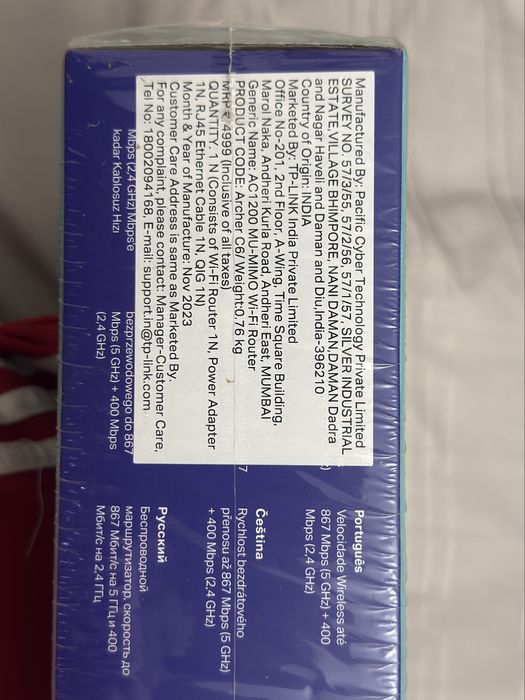 Manufactured By: Pacific Cyber Technology Private Limited
SURVEY NO. 57/3/55, 57/2/56, 57/1/57, SILVER INDUSTRIAL
ESTATE,VILLAGE BHIMPORE, NANI DAMAN,DAMAN Dadra
and Nagar Haveli and Daman and Diu,India-396210
Country of Origin: INDIA
Marketed By: TP-LINK India Private Limited
Office No-201, 2nd Floor, A-Wing, Time Square Building,
Marol Naka, Andheri Kurla Road, Andheri East, MUMBAI
Generic Name: AC1200 MU-MIMO Wi-Fi Router
PRODUCT CODE: Archer C6/ Weight:0.76 kg
MRP ₹ 4999 (Inclusive of all taxes)
QUANTITY: 1 N (Consists of Wi-Fi Router 1N, Power Adapter
1N, RJ45 Ethernet Cable 1N, QIG 1N)
Month & Year of Manufacture: Nov 2023
Customer Care Address is same as Marketed By.
For any complaint, please contact: Manager-Customer Care,
Tel No: 18002094168, E-mail: support.in@tp-link.com
Mbps (2,4 GHz) Mbpse
kadar Kablosuz Hızı
bezprzewodowego do 867
Mbps (5 GHz) + 400 Mbps
(2,4 GHz)
Português
Velocidade Wireless até
867 Mbps (5 GHz) + 400
Mbps (2.4 GHz)
Čeština
Rychlost bezdrátového
přenosu až 867 Mbps (5 GHz)
+ 400 Mbps (2,4 GHz)
Русский
Беспроводной
маршрутизатор, скорость до
867 Мбит/с на 5 ГГц и 400
Мбит/с на 2,4 ГГц